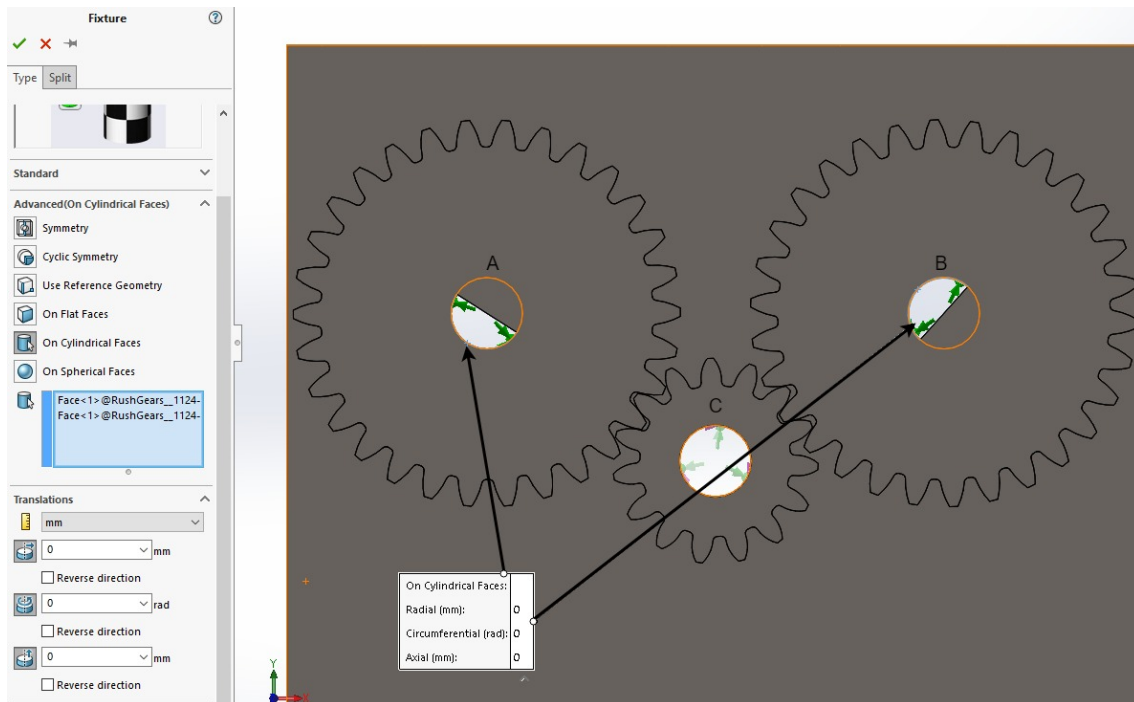 Fixture
Type Split
Standard
Advanced(On Cylindrical Faces)
Symmetry
Cyclic Symmetry
Use Reference Geometry
On Flat Faces
On Cylindrical Faces
On Spherical Faces
Face<1>@RushGears__1124-
Face<1>@RushGears__1124-
Translations
mm
0 mm
Reverse direction
0 rad
Reverse direction
0 mm
Reverse direction
A
B
C
On Cylindrical Faces:
Radial (mm): 0
Circumferential (rad): 0
Axial (mm): 0
Y
X